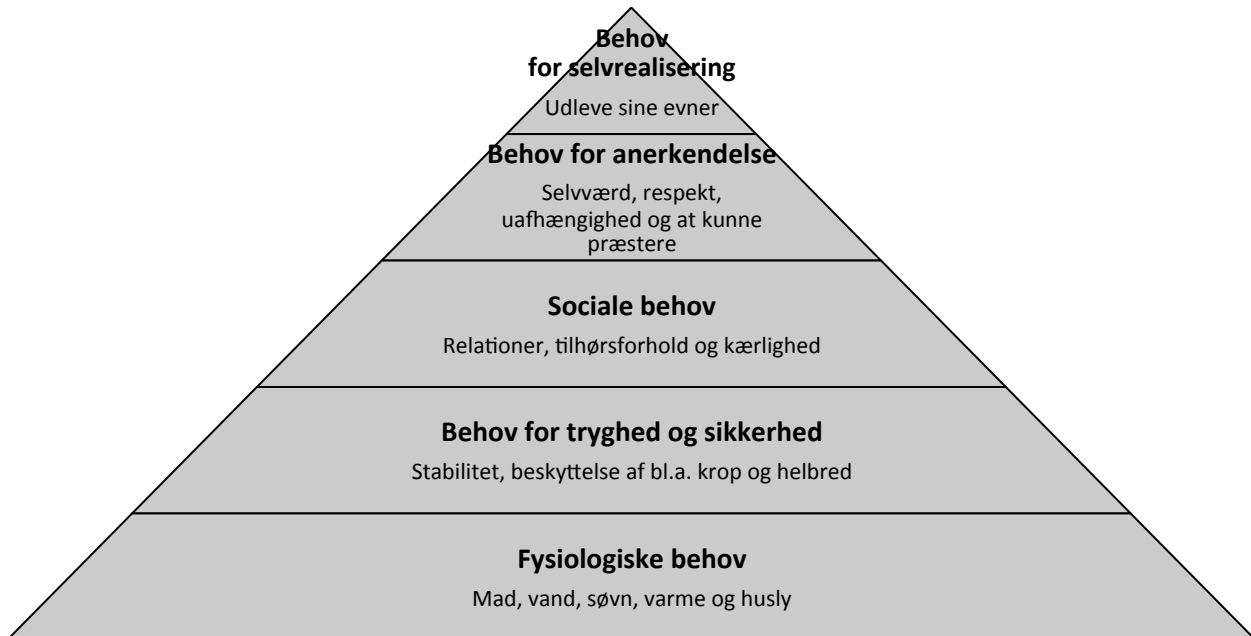 Behov
for selvrealisering
Udleve sine evner
Behov for anerkendelse
Selvværd, respekt,
uafhængighed og at kunne
præstere
Sociale behov
Relationer, tilhørsforhold og kærlighed
Behov for tryghed og sikkerhed
Stabilitet, beskyttelse af bl.a. krop og helbred
Fysiologiske behov
Mad, vand, søvn, varme og husly